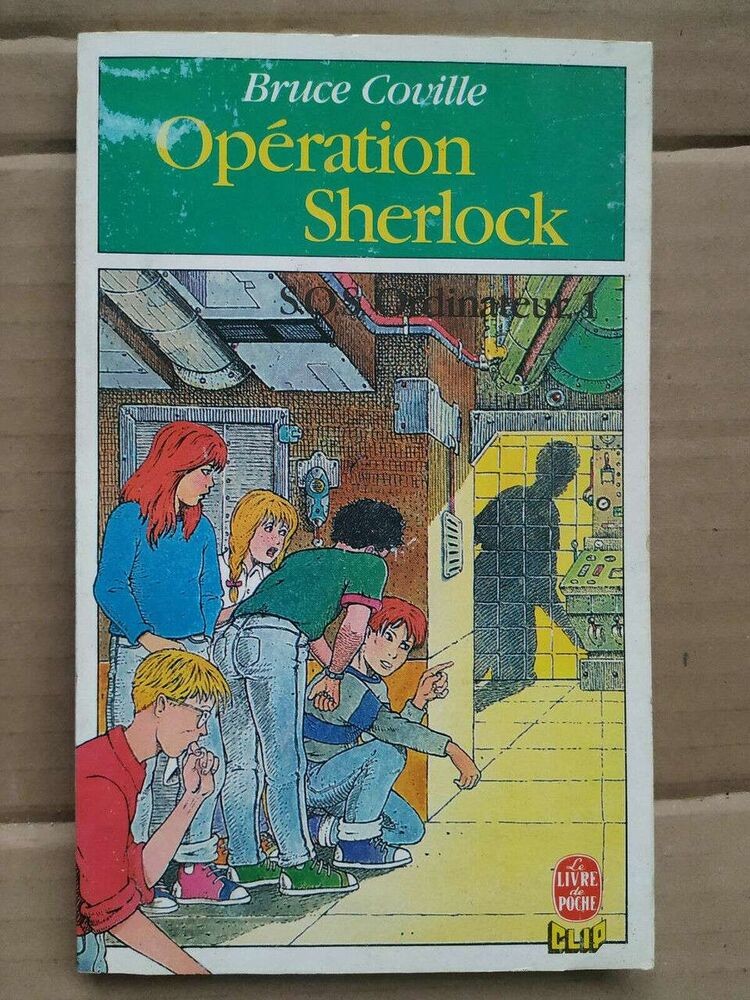 Bruce Coville
Opération
Sherlock
S.O.S. Ordinateur 1
Le
LIVRE
de
POCHE
CLIP